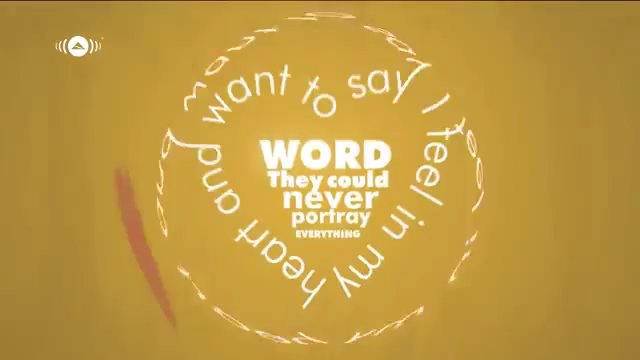 WORD
They could
never
portray
EVERYTHING
I feel in my heart and want to say